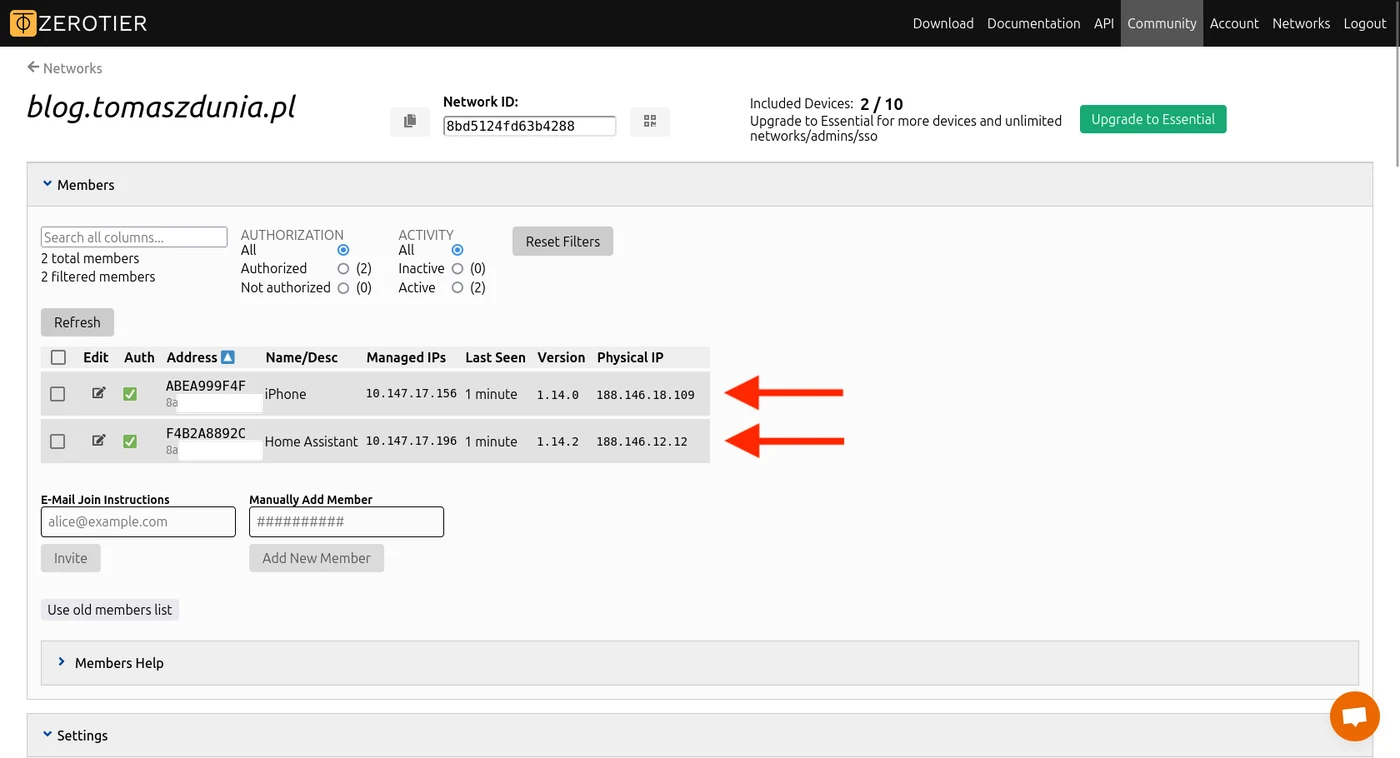 ZEROTIER Download Documentation API Community Account Networks Logout
Networks
blog.tomaszdunia.pl
Network ID:
8bd5124fd63b4288
Included Devices: 2 / 10
Upgrade to Essential for more devices and unlimited
networks/admins/sso
Upgrade to Essential
Members
Search all columns...
2 total members
2 filtered members
AUTHORIZATION
All
Authorized (2)
Not authorized (0)
ACTIVITY
All
Inactive (0)
Active (2)
Reset Filters
Refresh
Edit Auth Address Name/Desc Managed IPs Last Seen Version Physical IP
ABEA999F4F iPhone 10.147.17.156 1 minute 1.14.0 188.146.18.109
8a
F4B2A8892C Home Assistant 10.147.17.196 1 minute 1.14.2 188.146.12.12
8a
E-Mail Join Instructions
alice@example.com
Invite
Manually Add Member
##########
Add New Member
Use old members list
Members Help
Settings